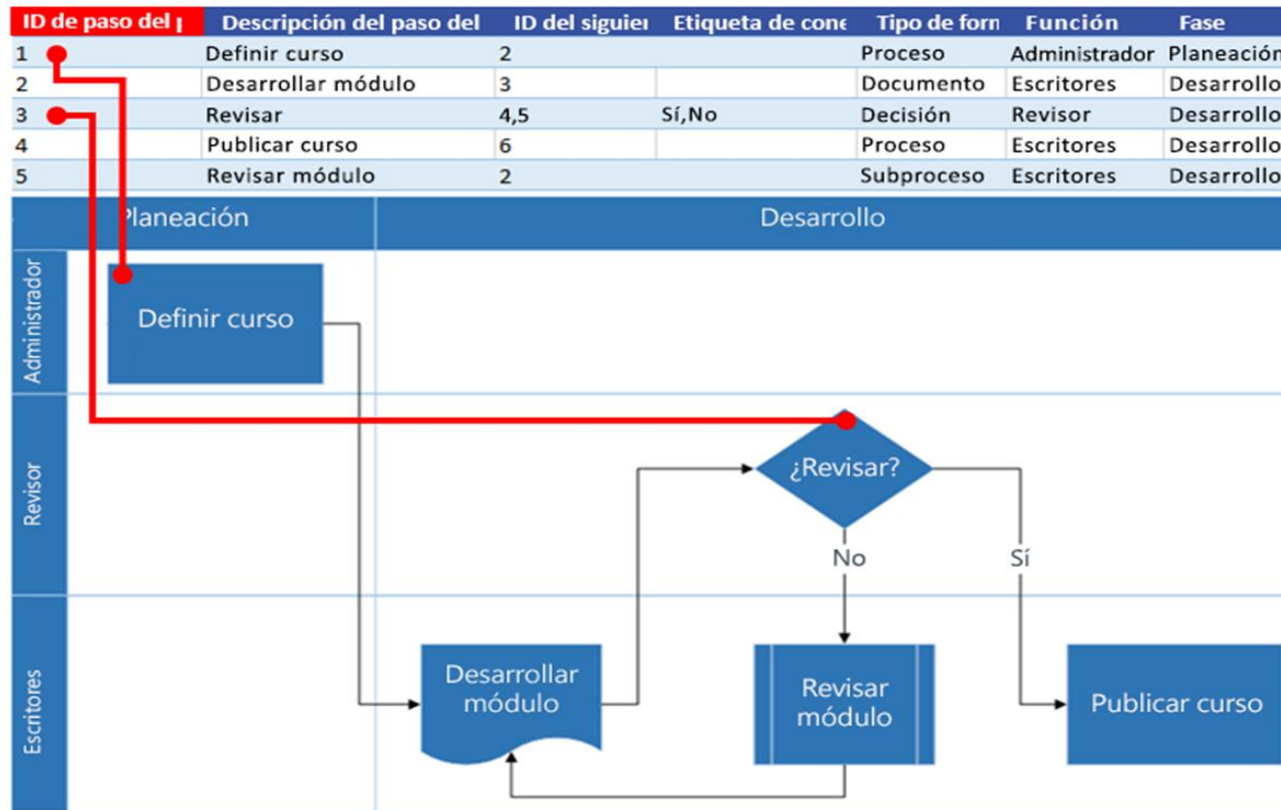 ID de paso del p Descripción del paso del ID del siguier Etiqueta de cone Tipo de forn Función Fase
1 Definir curso 2 Proceso Administrador Planeación
2 Desarrollar módulo 3 Documento Escritores Desarrollo
3 Revisar 4,5 Sí,No Decisión Revisor Desarrollo
4 Publicar curso 6 Proceso Escritores Desarrollo
5 Revisar módulo 2 Subproceso Escritores Desarrollo
Planeación Desarrollo
Administrador
Definir curso
Revisor
¿Revisar?
No Sí
Escritores
Desarrollar
módulo
Revisar
módulo
Publicar curso